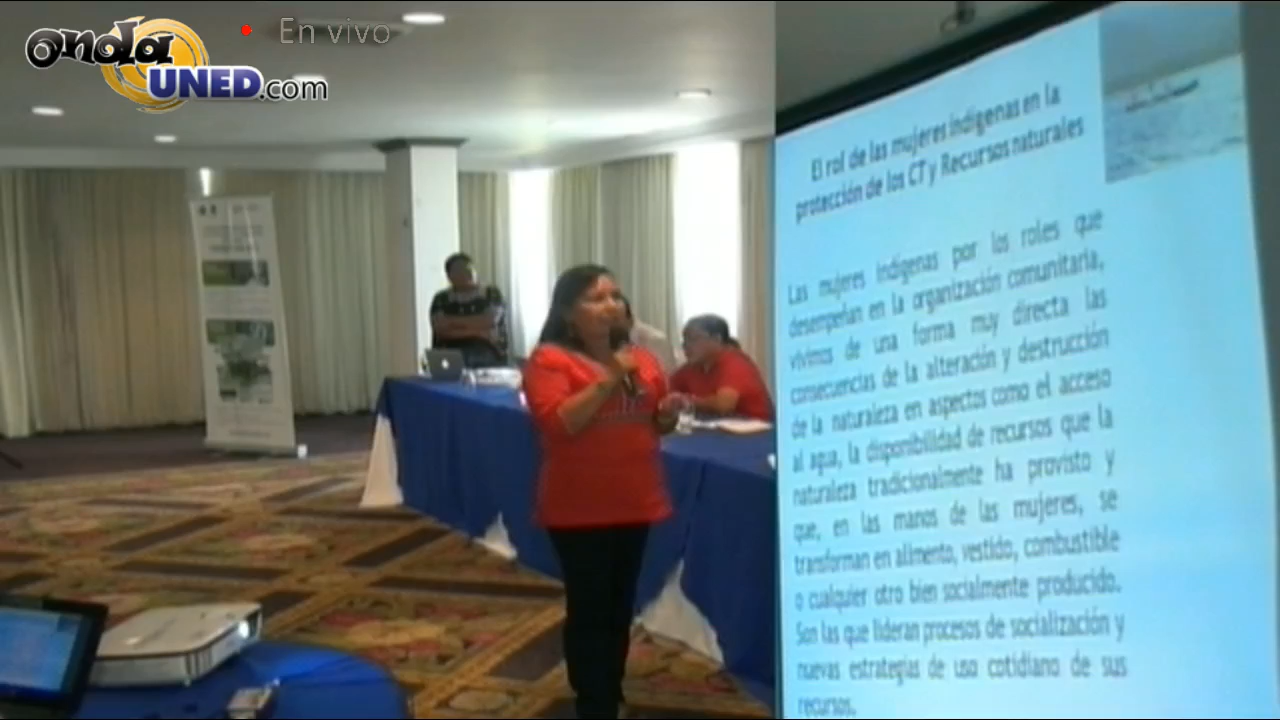 onda
UNED.com
En vivo
El rol de las mujeres indígenas en la
protección de los CT y Recursos naturales
Las mujeres indígenas por los roles que
desempeñan en la organización comunitaria,
vivimos de una forma muy directa las
consecuencias de la alteración y destrucción
de la naturaleza en aspectos como el acceso
al agua, la disponibilidad de recursos que la
naturaleza tradicionalmente ha provisto y
que, en las manos de las mujeres, se
transforman en alimento, vestido, combustible
o cualquier otro bien socialmente producido.
Son las que lideran procesos de socialización y
nuevas estrategias de uso cotidiano de sus
recursos.